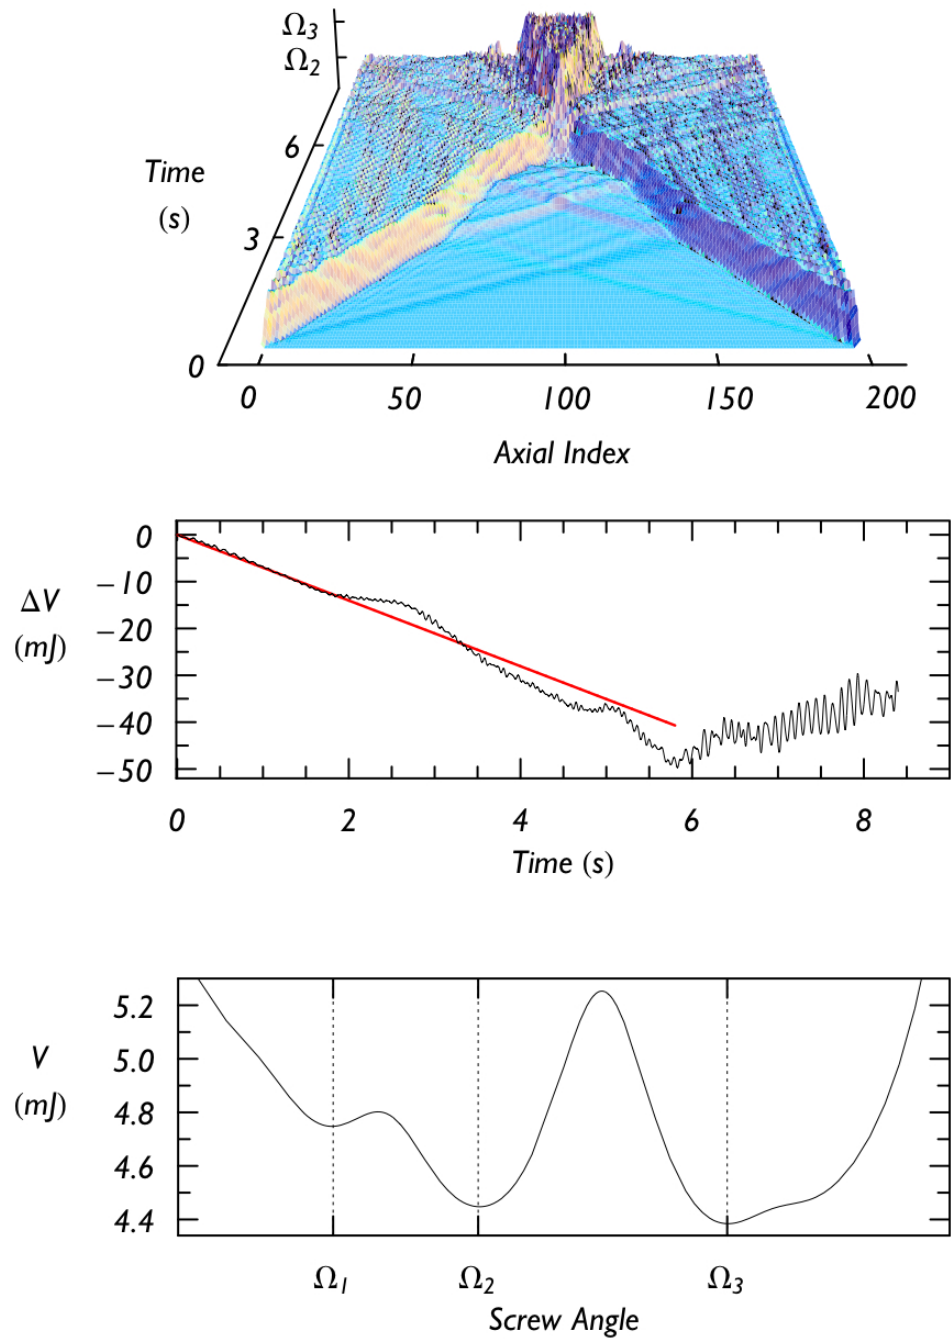 Ω3
Ω2
6
Time
(s)
3
0
0 50 100 150 200
Axial Index
0
−10
ΔV
−20
(mJ)
−30
−40
−50
0 2 4 6 8
Time (s)
5.2
V
5.0
(mJ)
4.8
4.6
4.4
Ω1 Ω2 Ω3
Screw Angle